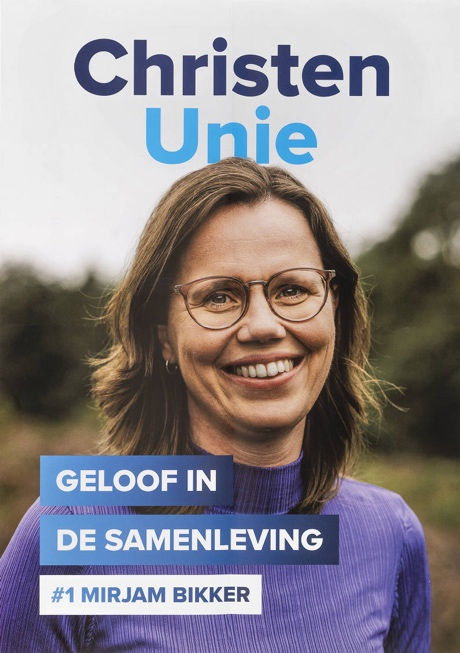 Christen
Unie
GELOOF IN
DE SAMENLEVING
#1 MIRJAM BIKKER